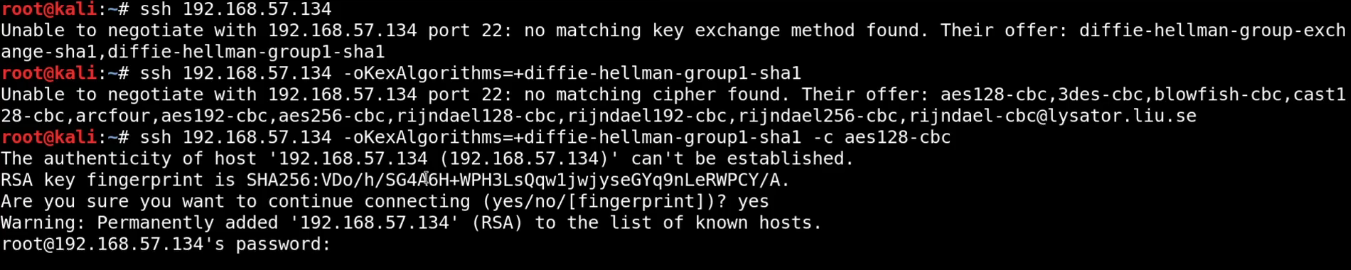 root@kali:~# ssh 192.168.57.134
Unable to negotiate with 192.168.57.134 port 22: no matching key exchange method found. Their offer: diffie-hellman-group-exch
ange-sha1,diffie-hellman-group1-sha1
root@kali:~# ssh 192.168.57.134 -oKexAlgorithms=+diffie-hellman-group1-sha1
Unable to negotiate with 192.168.57.134 port 22: no matching cipher found. Their offer: aes128-cbc,3des-cbc,blowfish-cbc,cast1
28-cbc,arcfour,aes192-cbc,aes256-cbc,rijndael128-cbc,rijndael192-cbc,rijndael256-cbc,rijndael-cbc@lysator.liu.se
root@kali:~# ssh 192.168.57.134 -oKexAlgorithms=+diffie-hellman-group1-sha1 -c aes128-cbc
The authenticity of host '192.168.57.134 (192.168.57.134)' can't be established.
RSA key fingerprint is SHA256:VDo/h/SG4A6H+WPH3LsQqw1jwjyseGYq9nLeRWPCY/A.
Are you sure you want to continue connecting (yes/no/[fingerprint])? yes
Warning: Permanently added '192.168.57.134' (RSA) to the list of known hosts.
root@192.168.57.134's password: